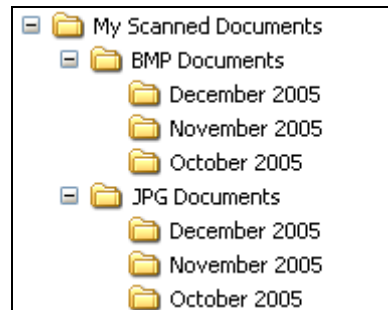 My Scanned Documents
BMP Documents
December 2005
November 2005
October 2005
JPG Documents
December 2005
November 2005
October 2005